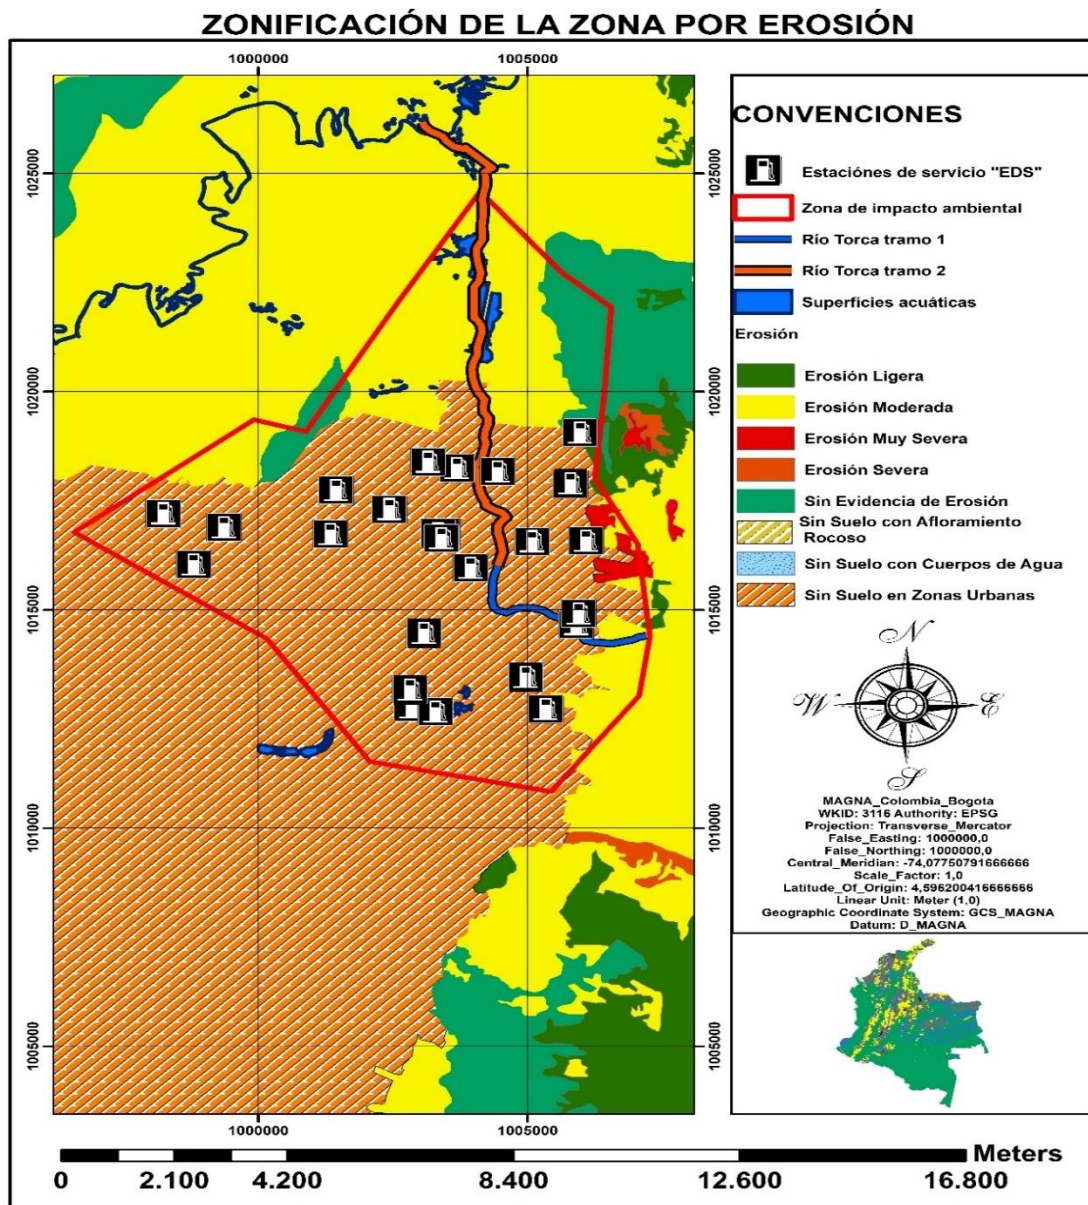 ZONIFICACIÓN DE LA ZONA POR EROSIÓN
1000000
1005000
1025000
1025000
1020000
1020000
1015000
1015000
1010000
1010000
1005000
1005000
1000000
1005000
CONVENCIONES
Estaciónes de servicio "EDS"
Zona de impacto ambiental
Río Torca tramo 1
Río Torca tramo 2
Superficies acuáticas
Erosión
Erosión Ligera
Erosión Moderada
Erosión Muy Severa
Erosión Severa
Sin Evidencia de Erosión
Sin Suelo con Afloramiento
Rocoso
Sin Suelo con Cuerpos de Agua
Sin Suelo en Zonas Urbanas
N
W
E
S
MAGNA_Colombia_Bogota
WKID: 3116 Authority: EPSG
Projection: Transverse_Mercator
False_Easting: 1000000,0
False_Northing: 1000000,0
Central_Meridian: -74,07750791666666
Scale_Factor: 1,0
Latitude_Of_Origin: 4,596200416666666
Linear Unit: Meter (1,0)
Geographic Coordinate System: GCS_MAGNA
Datum: D_MAGNA
Meters
0 2.100 4.200 8.400 12.600 16.800